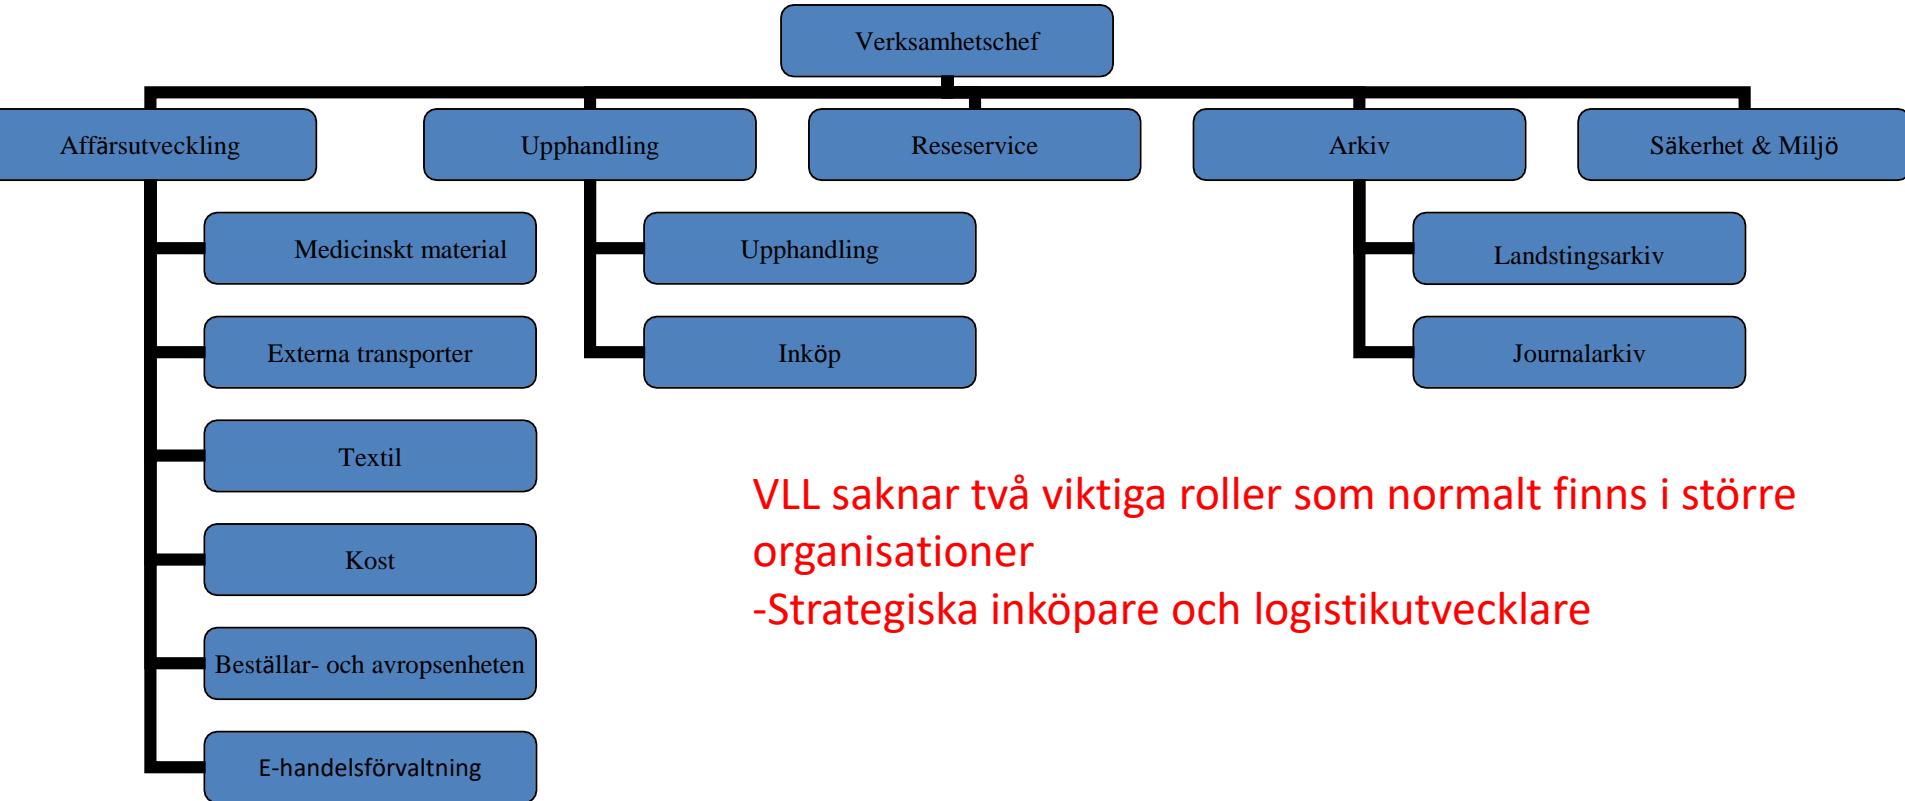 Verksamhetschef
Affärsutveckling
Upphandling
Reseservice
Arkiv
Säkerhet & Miljö
Medicinskt material
Upphandling
Landstingsarkiv
Externa transporter
Inköp
Journalarkiv
Textil
Kost
Beställar- och avropsenheten
E-handelsförvaltning
VLL saknar två viktiga roller som normalt finns i större
organisationer
-Strategiska inköpare och logistikutvecklare